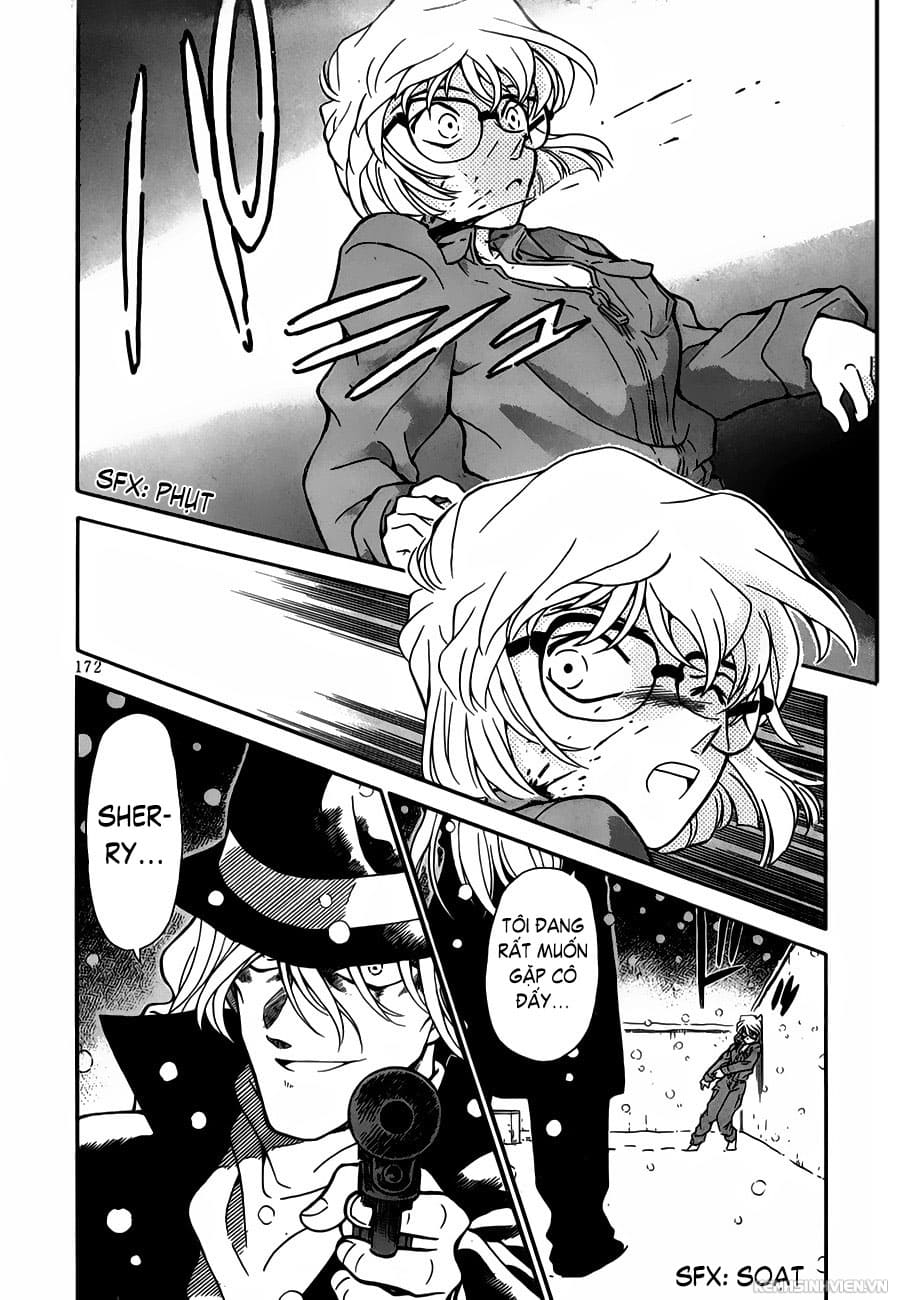 SFX: PHỤT
172
TÔI ĐANG
RẤT MUỐN
GẶP CÔ
ĐẤY...
SHER-
RY...
SFX: SOẠT
KENHSINHVIEN.VN